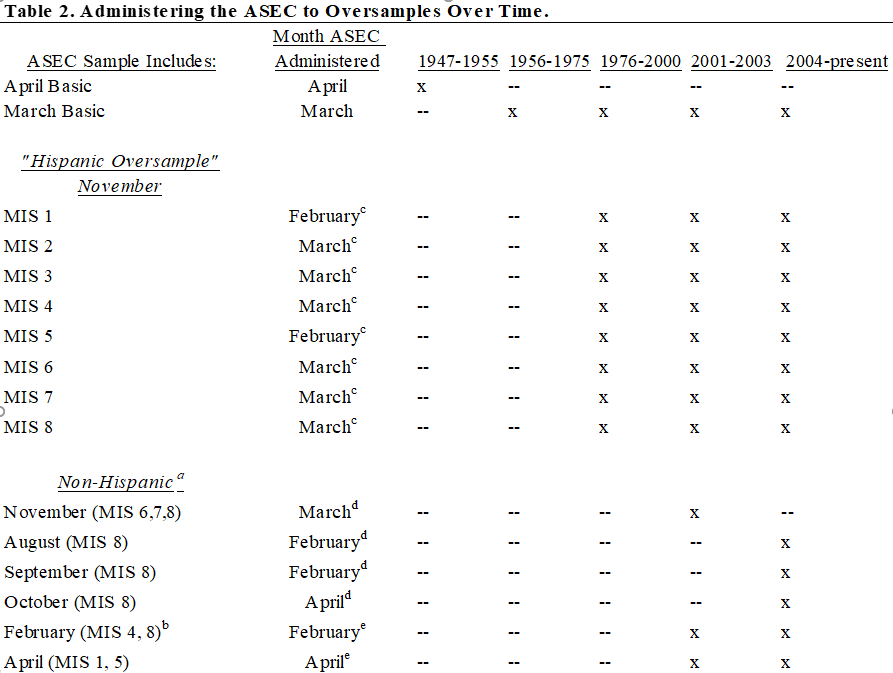 Table 2. Administering the ASEC to Oversamples Over Time.
Month ASEC
ASEC Sample Includes: Administered 1947-1955 1956-1975 1976-2000 2001-2003 2004-present
April Basic April x -- -- -- --
March Basic March -- x x x x
"Hispanic Oversample"
November
MIS 1 February^c -- -- x x x
MIS 2 March^c -- -- x x x
MIS 3 March^c -- -- x x x
MIS 4 March^c -- -- x x x
MIS 5 February^c -- -- x x x
MIS 6 March^c -- -- x x x
MIS 7 March^c -- -- x x x
MIS 8 March^c -- -- x x x
Non-Hispanic^a
November (MIS 6,7,8) March^d -- -- -- x --
August (MIS 8) February^d -- -- -- -- x
September (MIS 8) February^d -- -- -- -- x
October (MIS 8) April^d -- -- -- -- x
February (MIS 4, 8)^b February^e -- -- -- x x
April (MIS 1, 5) April^e -- -- -- x x